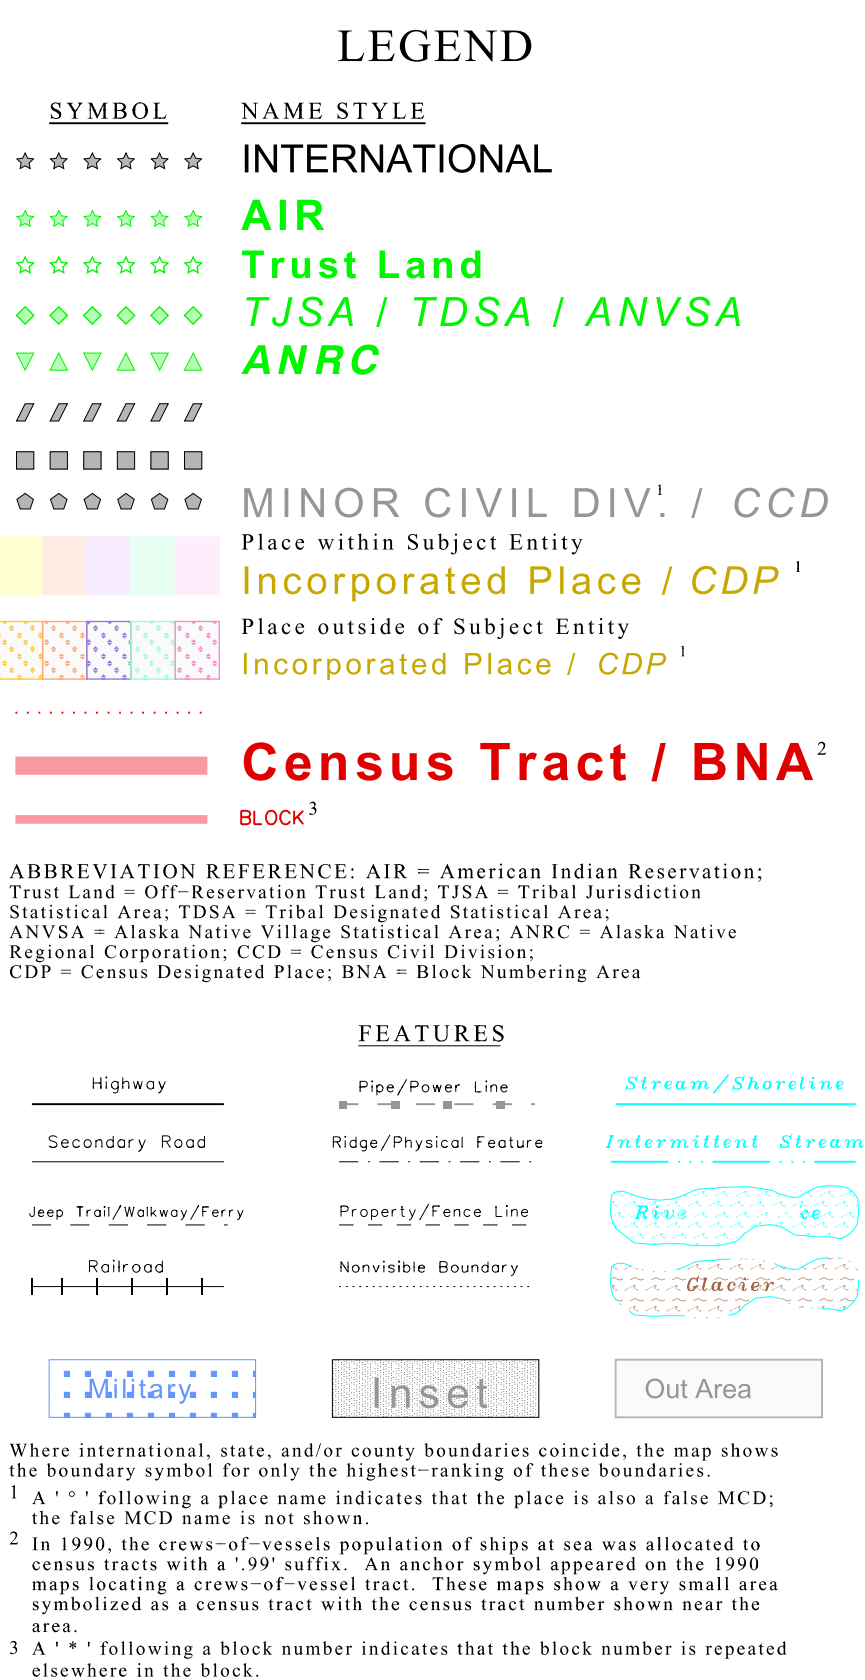 LEGEND
SYMBOL NAME STYLE
INTERNATIONAL
AIR
Trust Land
TJSA / TDSA / ANVSA
ANRC
MINOR CIVIL DIV.¹ / CCD
Place within Subject Entity
Incorporated Place / CDP ¹
Place outside of Subject Entity
Incorporated Place / CDP ¹
Census Tract / BNA²
BLOCK³
ABBREVIATION REFERENCE: AIR = American Indian Reservation;
Trust Land = Off−Reservation Trust Land; TJSA = Tribal Jurisdiction
Statistical Area; TDSA = Tribal Designated Statistical Area;
ANVSA = Alaska Native Village Statistical Area; ANRC = Alaska Native
Regional Corporation; CCD = Census Civil Division;
CDP = Census Designated Place; BNA = Block Numbering Area
FEATURES
Highway
Pipe/Power Line
Stream/Shoreline
Secondary Road
Ridge/Physical Feature
Intermittent Stream
Jeep Trail/Walkway/Ferry
Property/Fence Line
Rive ce
Railroad
Nonvisible Boundary
Glacier
Military
Inset
Out Area
Where international, state, and/or county boundaries coincide, the map shows
the boundary symbol for only the highest−ranking of these boundaries.
1 A ' ° ' following a place name indicates that the place is also a false MCD;
the false MCD name is not shown.
2 In 1990, the crews−of−vessels population of ships at sea was allocated to
census tracts with a '.99' suffix. An anchor symbol appeared on the 1990
maps locating a crews−of−vessel tract. These maps show a very small area
symbolized as a census tract with the census tract number shown near the
area.
3 A ' * ' following a block number indicates that the block number is repeated
elsewhere in the block.